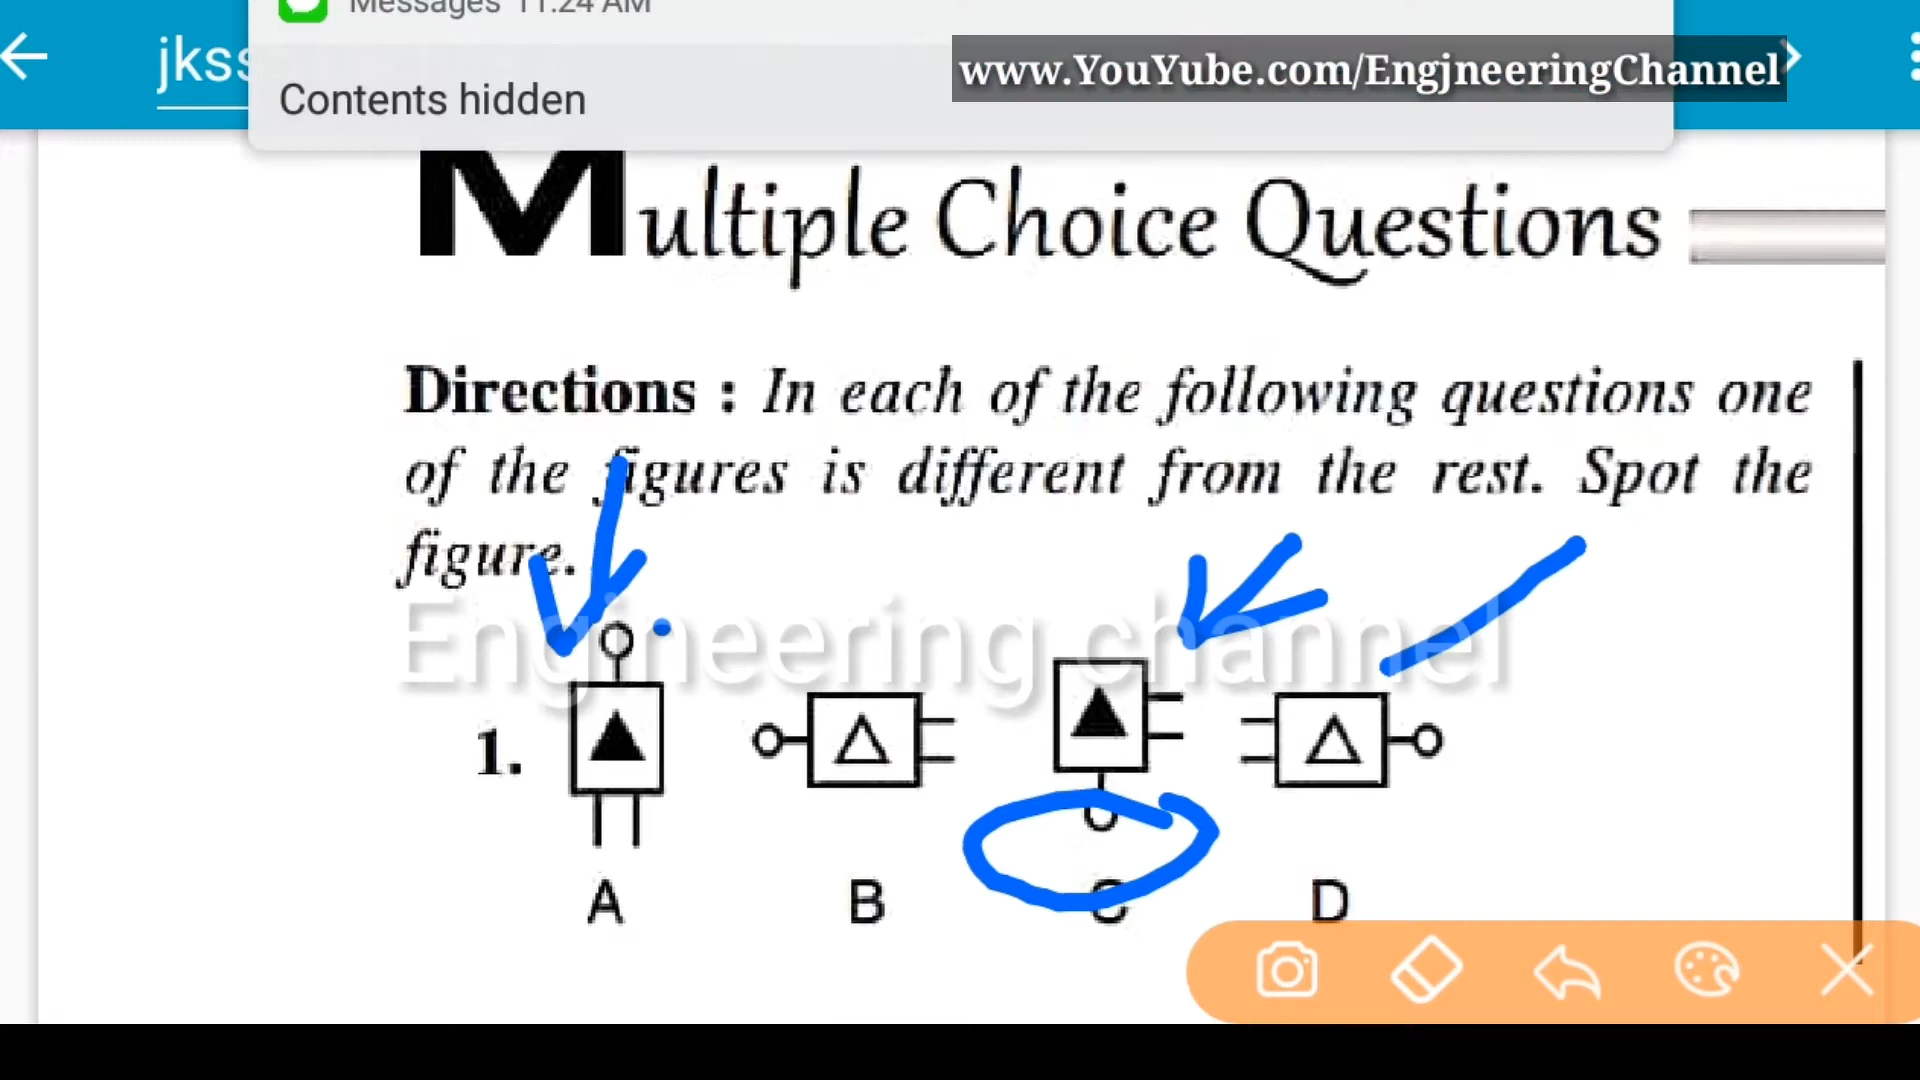 Messages 11:24 AM
jkss
www.YouYube.com/EngjneeringChannel
Contents hidden
Multiple Choice Questions
Directions : In each of the following questions one
of the figures is different from the rest. Spot the
figure.
Engineering channel
1.
A B C D